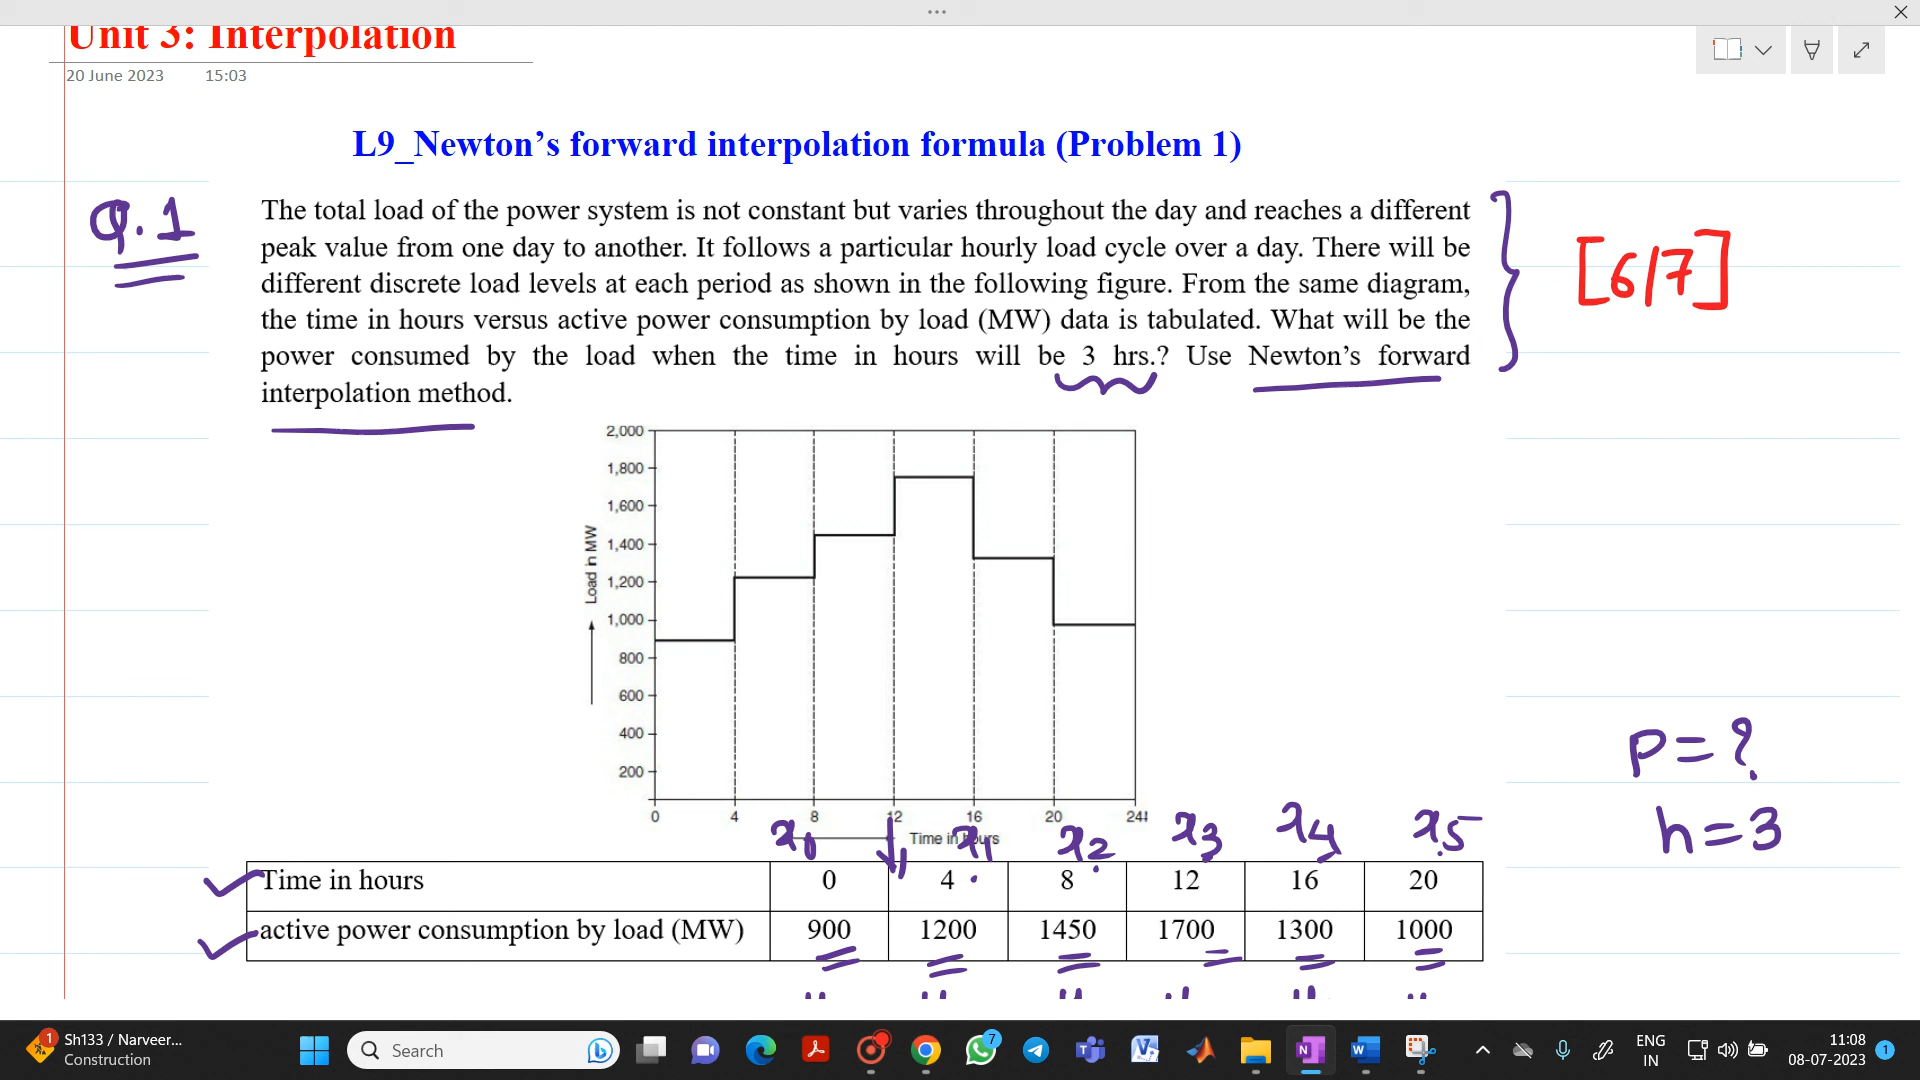 Unit 3: Interpolation
20 June 2023 15:03
L9_Newton’s forward interpolation formula (Problem 1)
Q.1
The total load of the power system is not constant but varies throughout the day and reaches a different
peak value from one day to another. It follows a particular hourly load cycle over a day. There will be
different discrete load levels at each period as shown in the following figure. From the same diagram,
the time in hours versus active power consumption by load (MW) data is tabulated. What will be the
power consumed by the load when the time in hours will be 3 hrs.? Use Newton’s forward
interpolation method.
[6/7]
2,000
1,800
1,600
1,400
1,200
1,000
800
600
400
200
Load in MW
0 4 8 12 16 20 24
Time in hours
P=?
h=3
x0 x1 x2 x3 x4 x5
Time in hours 0 4 8 12 16 20
active power consumption by load (MW) 900 1200 1450 1700 1300 1000
1 Sh133 / Narveer...
Construction
Search
7
ENG
IN
11:08
08-07-2023
1